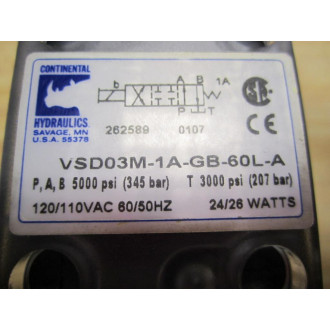 CONTINENTAL
HYDRAULICS
SAVAGE, MN
U.S.A. 55378
b A B 1A
P T
262589 0107
VSD03M-1A-GB-60L-A
P, A, B 5000 psi (345 bar) T 3000 psi (207 bar)
120/110VAC 60/50HZ 24/26 WATTS